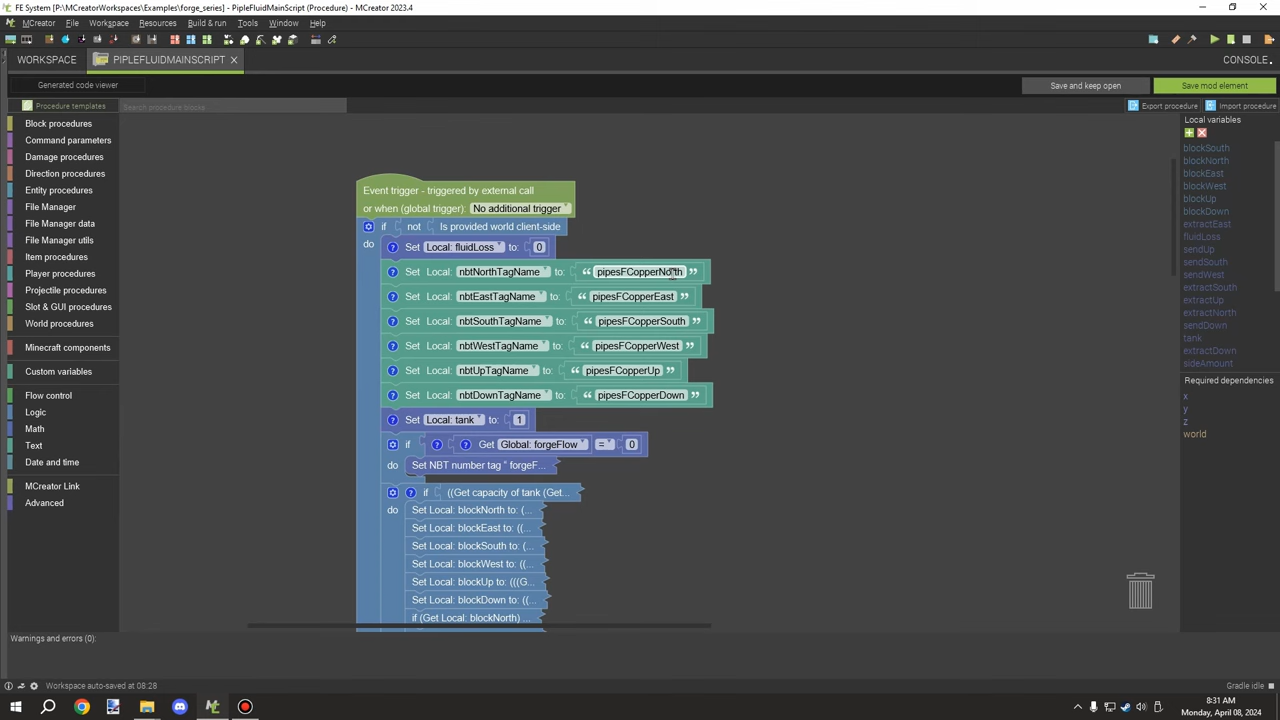 FE System [P:\MCreatorWorkspaces\Examples\forge_series] - PipleFluidMainScript (Procedure) - MCreator 2023.4
MCreator File Workspace Resources Build & run Tools Window Help
WORKSPACE PIPLEFLUIDMAINSCRIPT CONSOLE
Generated code viewer Save and keep open Save mod element
Procedure templates Search procedure blocks Export procedure Import procedure
Block procedures
Command parameters
Damage procedures
Direction procedures
Entity procedures
File Manager
File Manager data
File Manager utils
Item procedures
Player procedures
Projectile procedures
Slot & GUI procedures
World procedures
Minecraft components
Custom variables
Flow control
Logic
Math
Text
Date and time
MCreator Link
Advanced
Event trigger - triggered by external call
or when (global trigger): No additional trigger
if not Is provided world client-side
do Set Local: fluidLoss to: 0
Set Local: nbtNorthTagName to: “ pipesFCopperNorth ”
Set Local: nbtEastTagName to: “ pipesFCopperEast ”
Set Local: nbtSouthTagName to: “ pipesFCopperSouth ”
Set Local: nbtWestTagName to: “ pipesFCopperWest ”
Set Local: nbtUpTagName to: “ pipesFCopperUp ”
Set Local: nbtDownTagName to: “ pipesFCopperDown ”
Set Local: tank to: 1
if Get Global: forgeFlow = 0
do Set NBT number tag " forgeF...
if ((Get capacity of tank (Get...
do Set Local: blockNorth to: (...
Set Local: blockEast to: ((...
Set Local: blockSouth to: (...
Set Local: blockWest to: ((...
Set Local: blockUp to: (((G...
Set Local: blockDown to: ((...
if (Get Local: blockNorth) ...
Local variables
blockSouth
blockNorth
blockEast
blockWest
blockUp
blockDown
extractEast
fluidLoss
sendUp
sendSouth
sendWest
extractSouth
extractUp
extractNorth
sendDown
tank
extractDown
sideAmount
Required dependencies
x
y
z
world
Warnings and errors (0):
Workspace auto-saved at 08:28 Gradle idle
8:31 AM
Monday, April 08, 2024